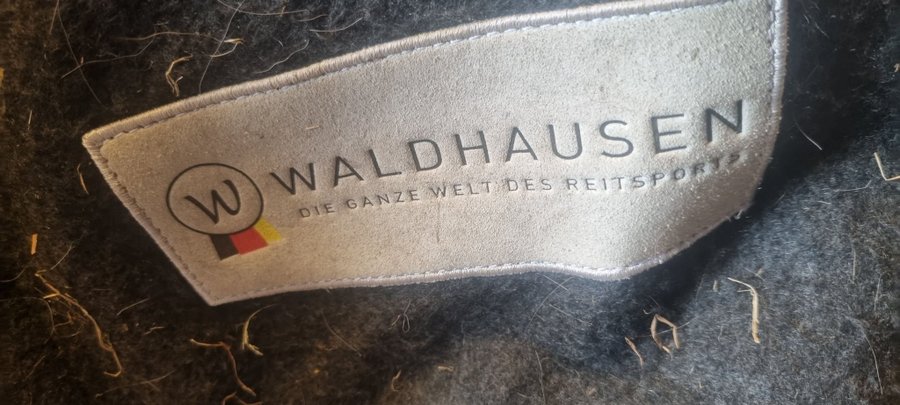 W WALDHAUSEN
DIE GANZE WELT DES REITSPORTS